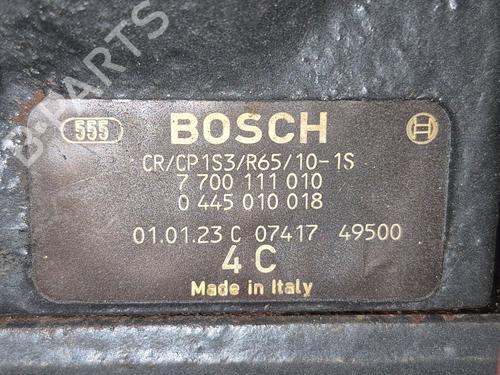 B-PARTS
555 BOSCH
CR/CP1S3/R65/10-1S
7 700 111 010
0 445 010 018
01.01.23 C 07417 49500
4 C
Made in Italy